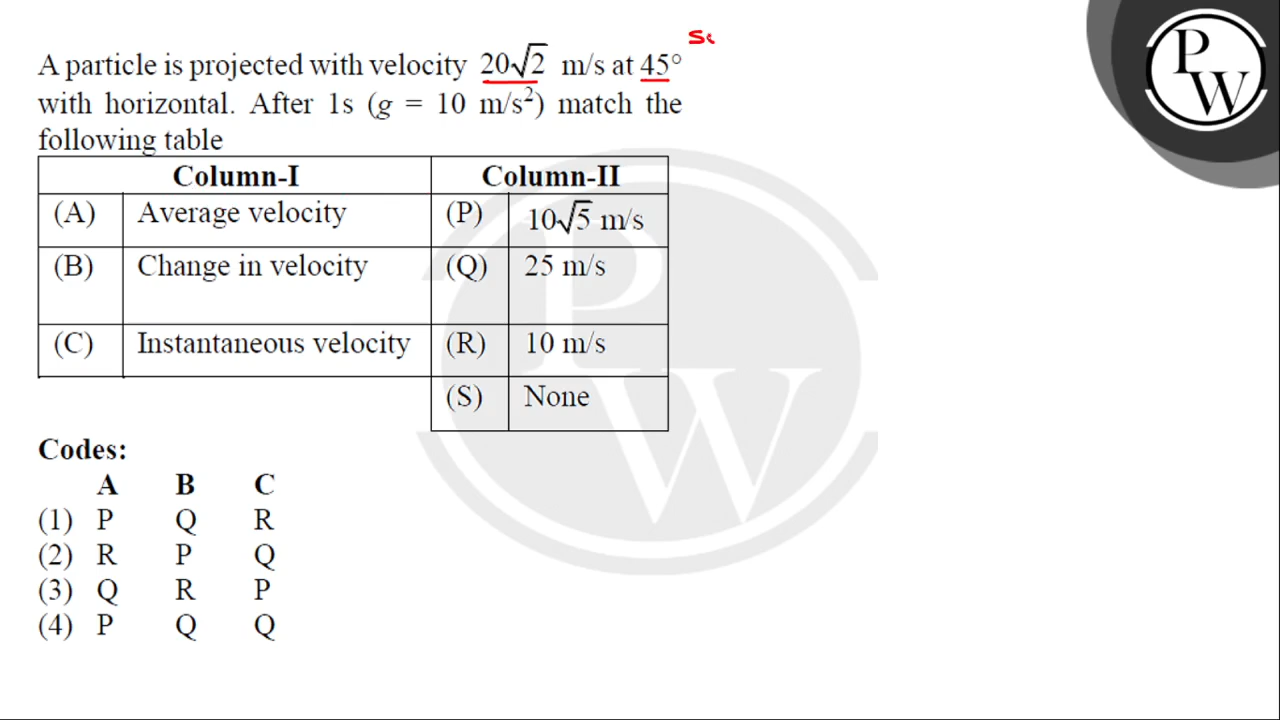 A particle is projected with velocity 20√2 m/s at 45°
with horizontal. After 1s (g = 10 m/s²) match the
following table
Column-I Column-II
(A) Average velocity (P) 10√5 m/s
(B) Change in velocity (Q) 25 m/s
(C) Instantaneous velocity (R) 10 m/s
(S) None
Codes:
A B C
(1) P Q R
(2) R P Q
(3) Q R P
(4) P Q Q
PW
PW